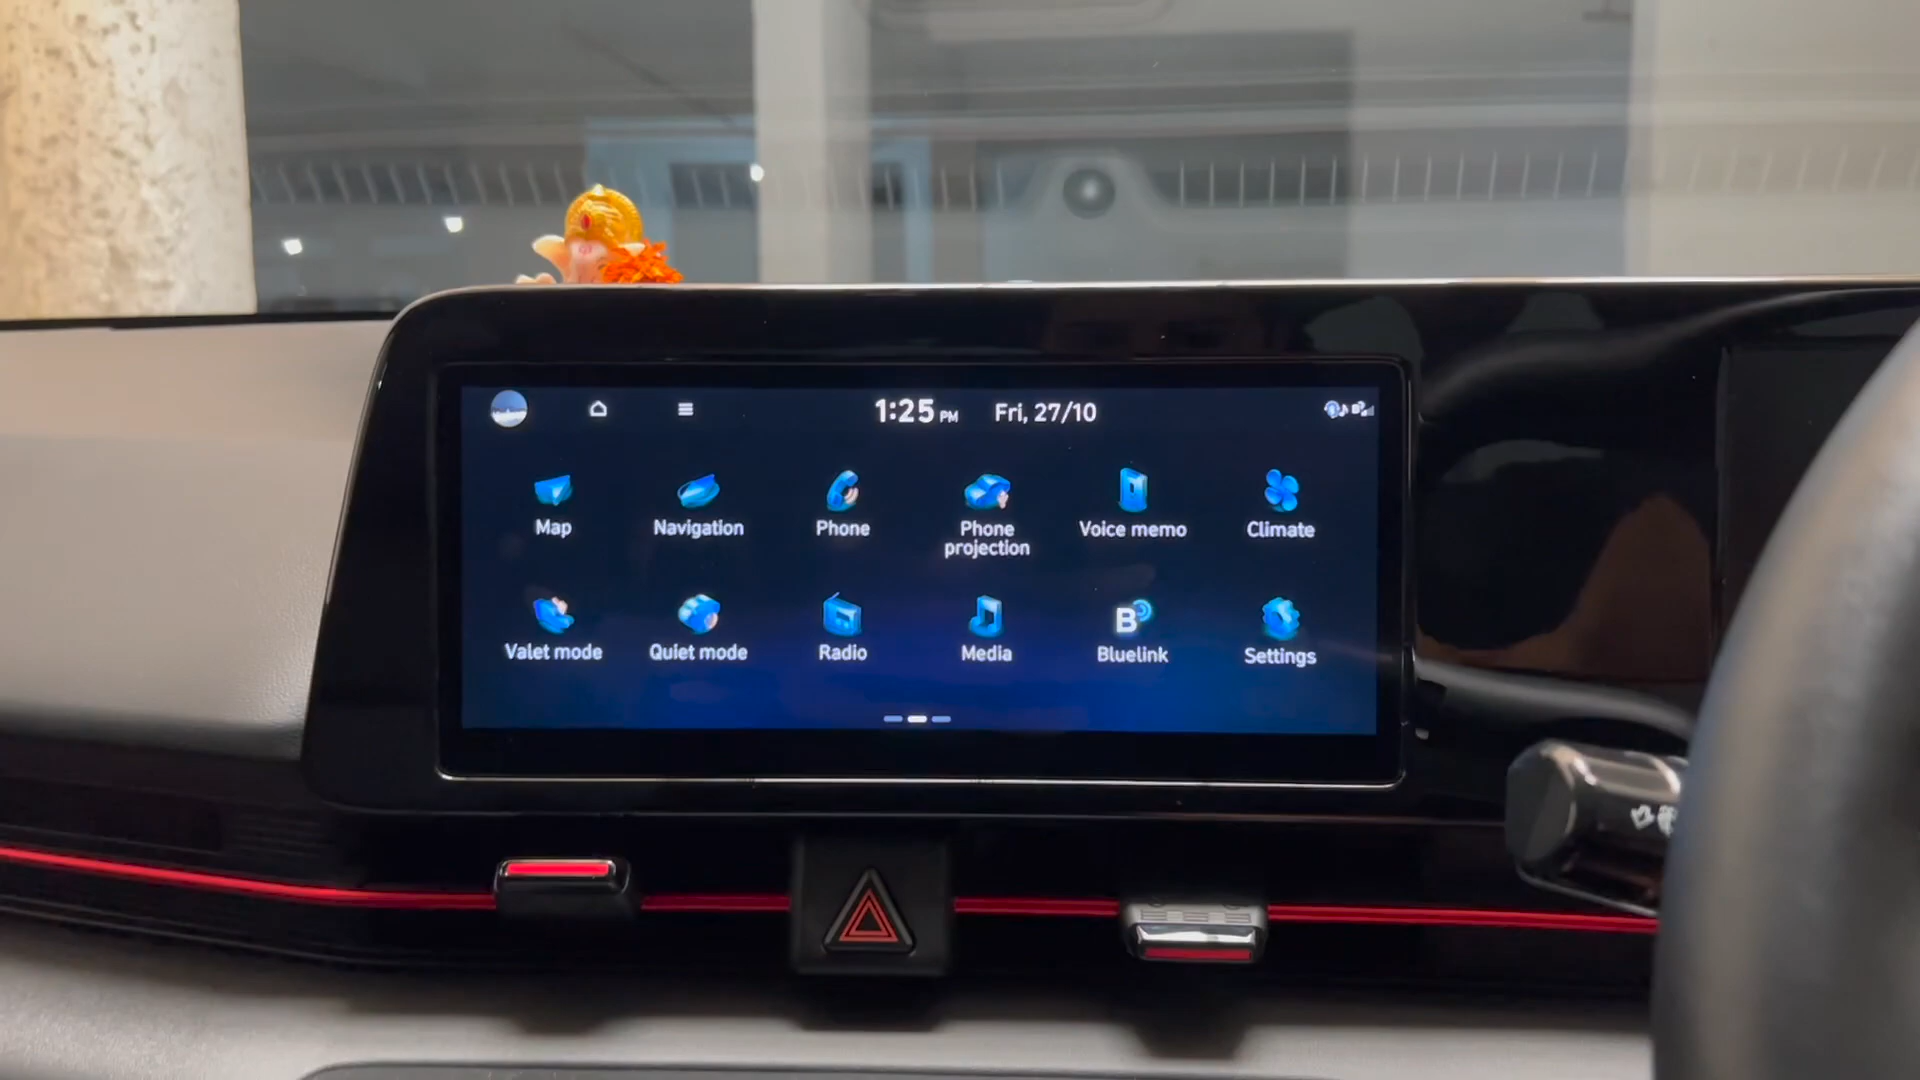 1:25 PM Fri, 27/10
Map Navigation Phone Phone projection Voice memo Climate
Valet mode Quiet mode Radio Media Bluelink Settings